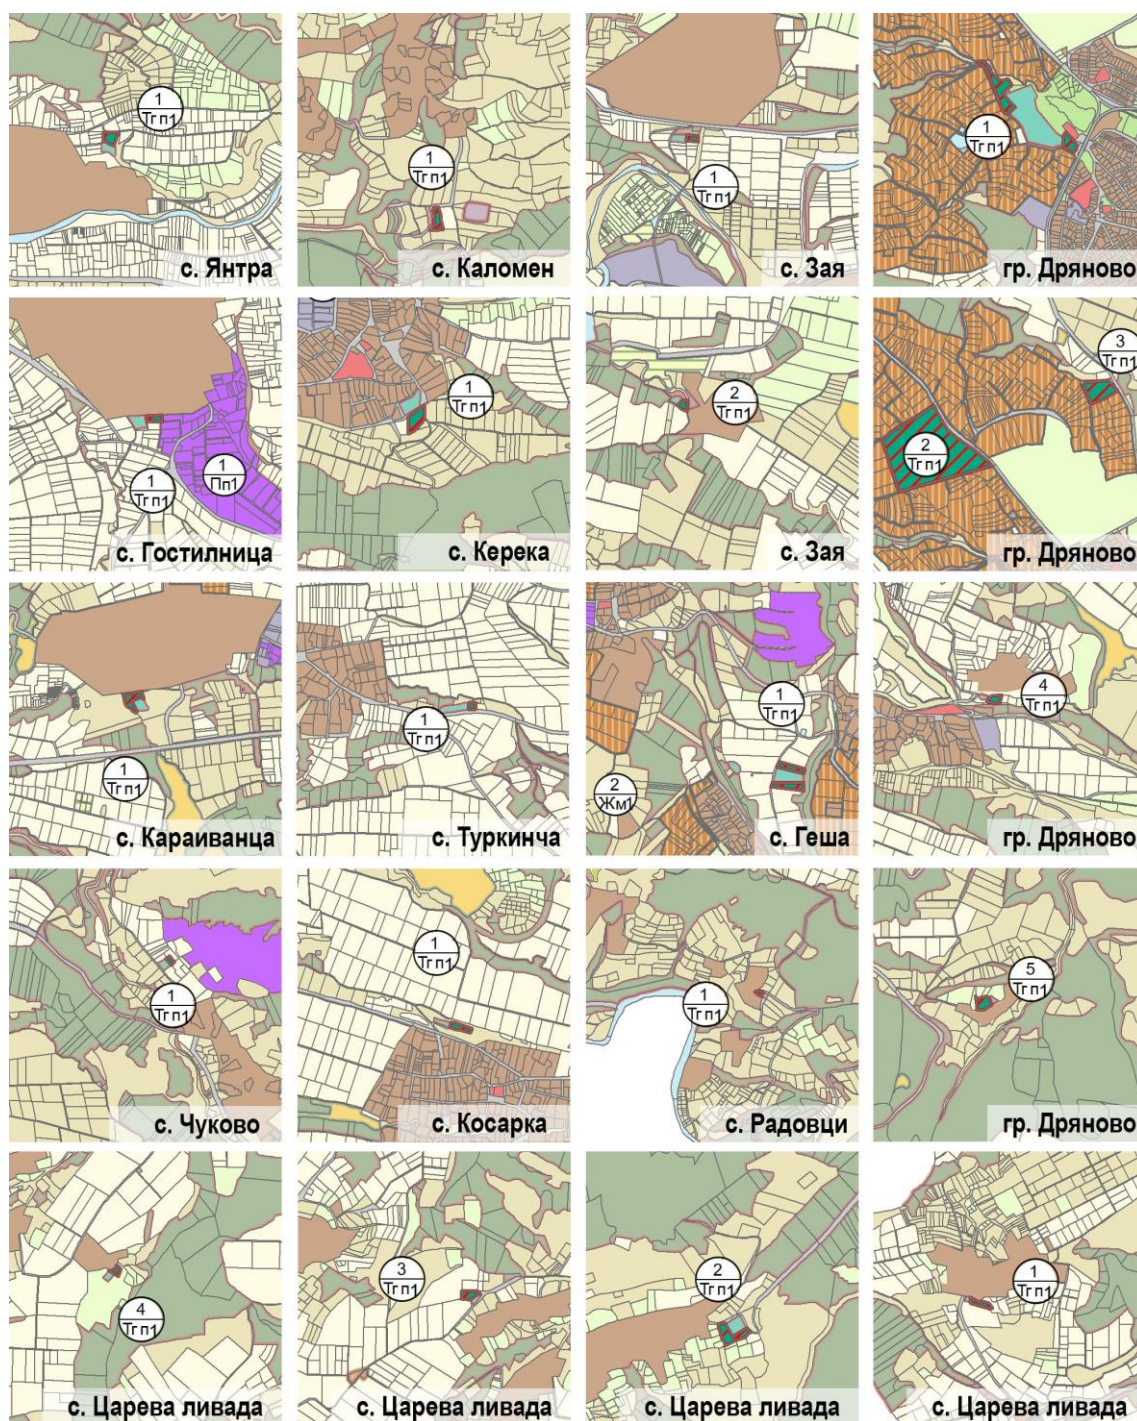 1
Тгп1
с. Янтра
1
Тгп1
с. Каломен
1
Тгп1
с. Зая
1
Тгп1
гр. Дряново
1
Тгп1
1
Пп1
с. Гостилница
1
Тгп1
с. Керека
2
Тгп1
с. Зая
3
Тгп1
2
Тгп1
гр. Дряново
1
Тгп1
с. Караиванца
1
Тгп1
с. Туркинча
1
Тгп1
2
Жм1
с. Геша
4
Тгп1
гр. Дряново
1
Тгп1
с. Чуково
1
Тгп1
с. Косарка
1
Тгп1
с. Радовци
5
Тгп1
гр. Дряново
4
Тгп1
с. Царева ливада
3
Тгп1
с. Царева ливада
2
Тгп1
с. Царева ливада
1
Тгп1
с. Царева ливада